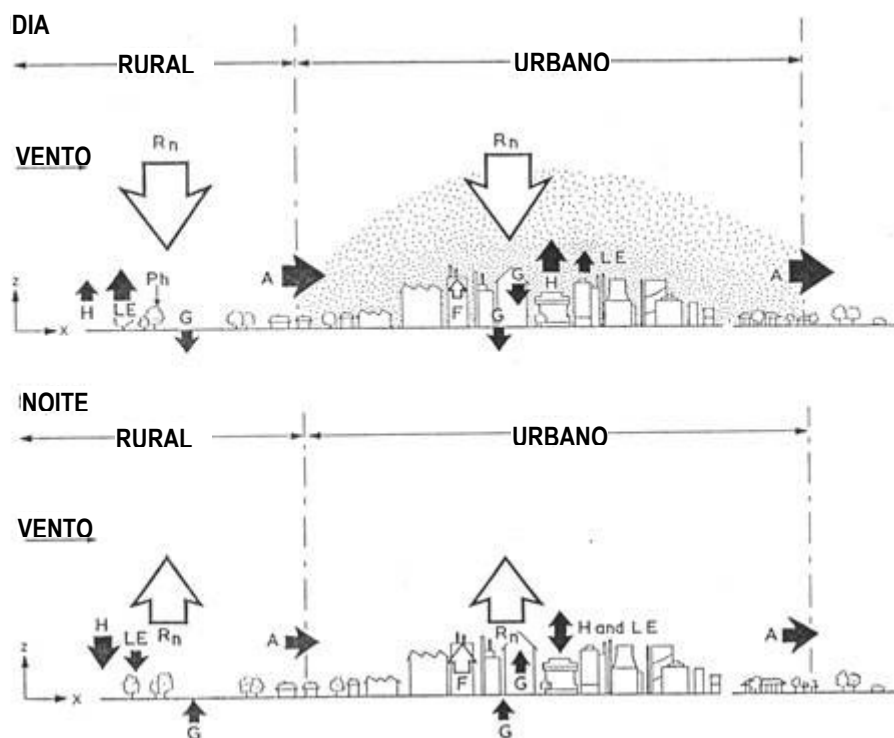 DIA
RURAL
URBANO
VENTO
Rn
Rn
A
H
LE
Ph
G
F
G
G
H
LE
A
z
x
NOITE
RURAL
URBANO
VENTO
H
LE
Rn
A
F
Rn
G
H and LE
A
z
x
G
G